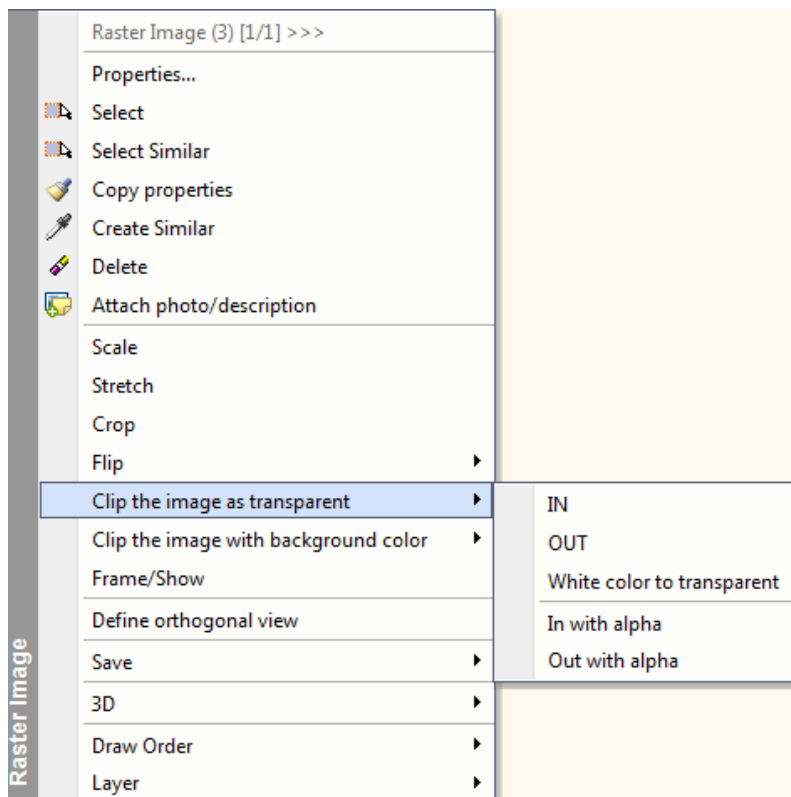 Raster Image (3) [1/1] >>>
Properties...
Select
Select Similar
Copy properties
Create Similar
Delete
Attach photo/description
Scale
Stretch
Crop
Flip
Clip the image as transparent
Clip the image with background color
Frame/Show
Define orthogonal view
Save
3D
Draw Order
Layer
IN
OUT
White color to transparent
In with alpha
Out with alpha
Raster Image